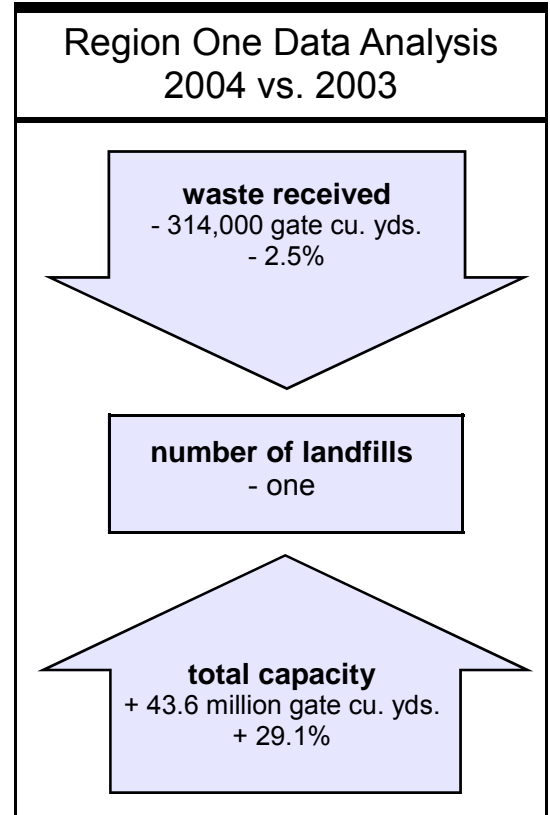 Region One Data Analysis
2004 vs. 2003
waste received
- 314,000 gate cu. yds.
- 2.5%
number of landfills
- one
total capacity
+ 43.6 million gate cu. yds.
+ 29.1%